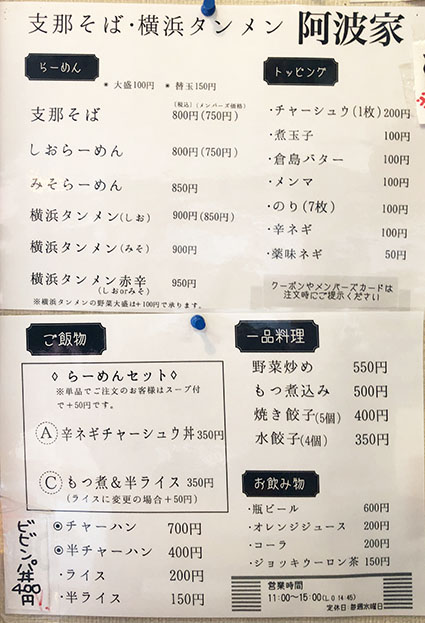 支那そば・横浜タンメン 阿波家
らーめん
＊大盛100円 ＊替玉150円
(税込)(メンバーズ価格)
支那そば 800円(750円)
しおらーめん 800円(750円)
みそらーめん 850円
横浜タンメン(しお) 900円(850円)
横浜タンメン(みそ) 900円
横浜タンメン赤辛 950円
(しおorみそ)
※横浜タンメンの野菜大盛は+100円で承ります。
トッピング
・チャーシュウ(1枚)200円
・煮玉子 100円
・倉島バター 100円
・メンマ 100円
・のり(7枚) 100円
・辛ネギ 100円
・薬味ネギ 50円
クーポンやメンバーズカードは
注文時にご提示ください
ご飯物
◇らーめんセット◇
※単品でご注文のお客様はスープ付
で+50円です。
Ⓐ辛ネギチャーシュウ丼350円
Ⓒもつ煮&半ライス 350円
(ライスに変更の場合+50円)
◉チャーハン 700円
◉半チャーハン 400円
・ライス 200円
・半ライス 150円
ビビンバ丼400円
一品料理
野菜炒め 550円
もつ煮込み 500円
焼き餃子(5個) 400円
水餃子(4個) 350円
お飲み物
・瓶ビール 600円
・オレンジジュース 200円
・コーラ 200円
・ジョッキウーロン茶 150円
営業時間
11:00〜15:00(L.O 14:45)
定休日:毎週水曜日